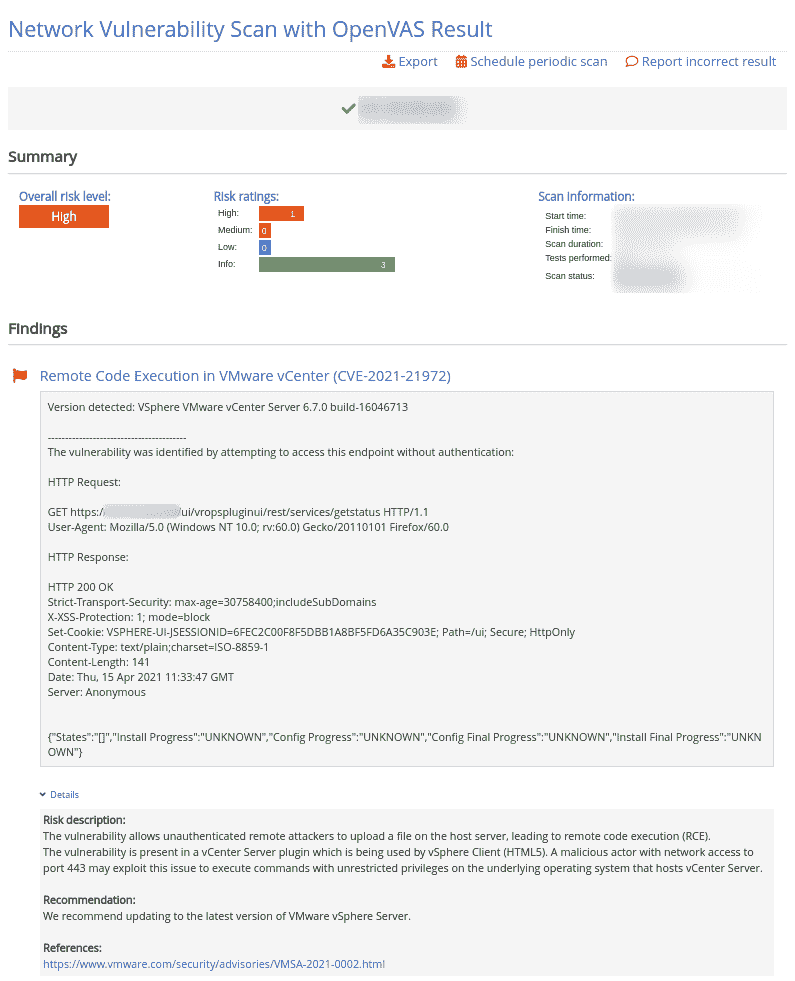 Network Vulnerability Scan with OpenVAS Result
Export Schedule periodic scan Report incorrect result
Summary
Overall risk level:
High
Risk ratings:
High: 1
Medium: 0
Low: 0
Info: 3
Scan information:
Start time:
Finish time:
Scan duration:
Tests performed:
Scan status:
Findings
Remote Code Execution in VMware vCenter (CVE-2021-21972)
Version detected: VSphere VMware vCenter Server 6.7.0 build-16046713
----------------------------------------
The vulnerability was identified by attempting to access this endpoint without authentication:
HTTP Request:
GET https:/ /ui/vropspluginui/rest/services/getstatus HTTP/1.1
User-Agent: Mozilla/5.0 (Windows NT 10.0; rv:60.0) Gecko/20110101 Firefox/60.0
HTTP Response:
HTTP 200 OK
Strict-Transport-Security: max-age=30758400;includeSubDomains
X-XSS-Protection: 1; mode=block
Set-Cookie: VSPHERE-UI-JSESSIONID=6FEC2C00F8F5DBB1A8BF5FD6A35C903E; Path=/ui; Secure; HttpOnly
Content-Type: text/plain;charset=ISO-8859-1
Content-Length: 141
Date: Thu, 15 Apr 2021 11:33:47 GMT
Server: Anonymous
{"States":"[]","Install Progress":"UNKNOWN","Config Progress":"UNKNOWN","Config Final Progress":"UNKNOWN","Install Final Progress":"UNKN
OWN"}
Details
Risk description:
The vulnerability allows unauthenticated remote attackers to upload a file on the host server, leading to remote code execution (RCE).
The vulnerability is present in a vCenter Server plugin which is being used by vSphere Client (HTML5). A malicious actor with network access to
port 443 may exploit this issue to execute commands with unrestricted privileges on the underlying operating system that hosts vCenter Server.
Recommendation:
We recommend updating to the latest version of VMware vSphere Server.
References:
https://www.vmware.com/security/advisories/VMSA-2021-0002.html